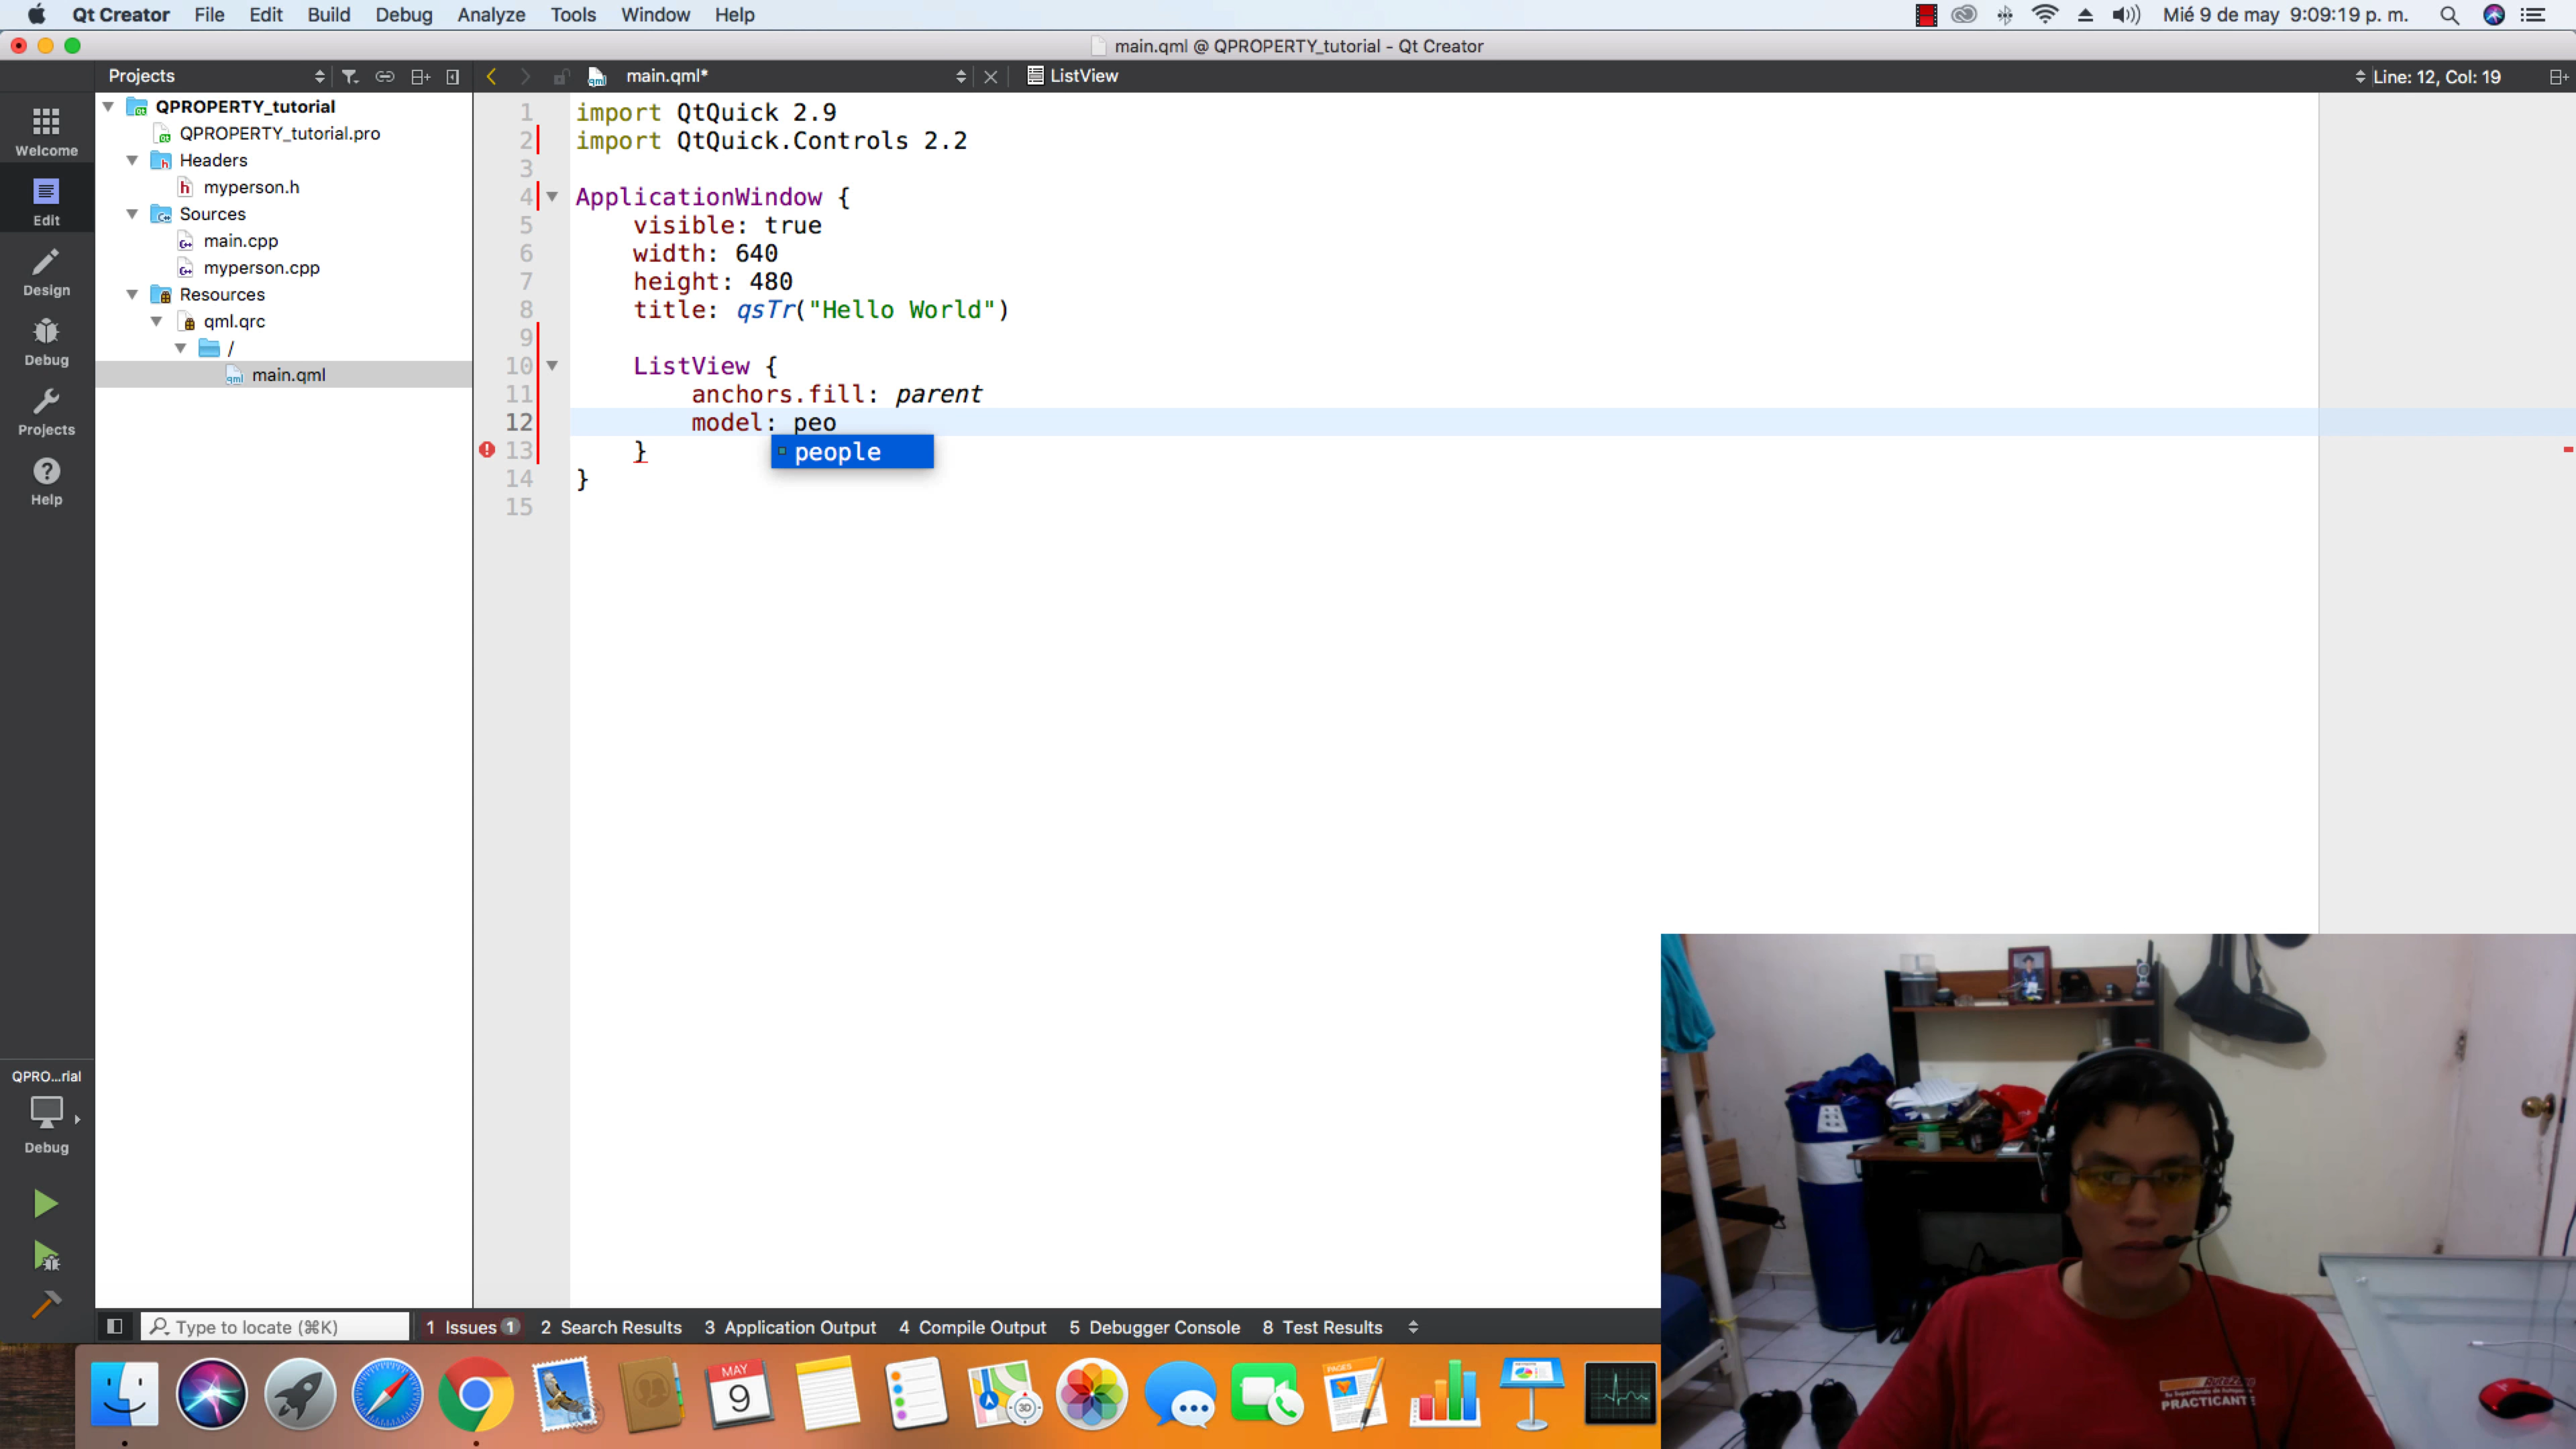 Qt Creator File Edit Build Debug Analyze Tools Window Help Mié 9 de may 9:09:19 p. m.
main.qml @ QPROPERTY_tutorial - Qt Creator
Projects main.qml* ListView Line: 12, Col: 19
Welcome
Edit
Design
Debug
Projects
Help
QPROPERTY_tutorial
QPROPERTY_tutorial.pro
Headers
myperson.h
Sources
main.cpp
myperson.cpp
Resources
qml.qrc
/
main.qml
1 import QtQuick 2.9
2 import QtQuick.Controls 2.2
3
4 ApplicationWindow {
5 visible: true
6 width: 640
7 height: 480
8 title: qsTr("Hello World")
9
10 ListView {
11 anchors.fill: parent
12 model: peo
13 }
people
14 }
15
QPRO...rial
Debug
Type to locate (⌘K) 1 Issues 1 2 Search Results 3 Application Output 4 Compile Output 5 Debugger Console 8 Test Results
MAY
9
3D
PAGES
PRACTICANTE